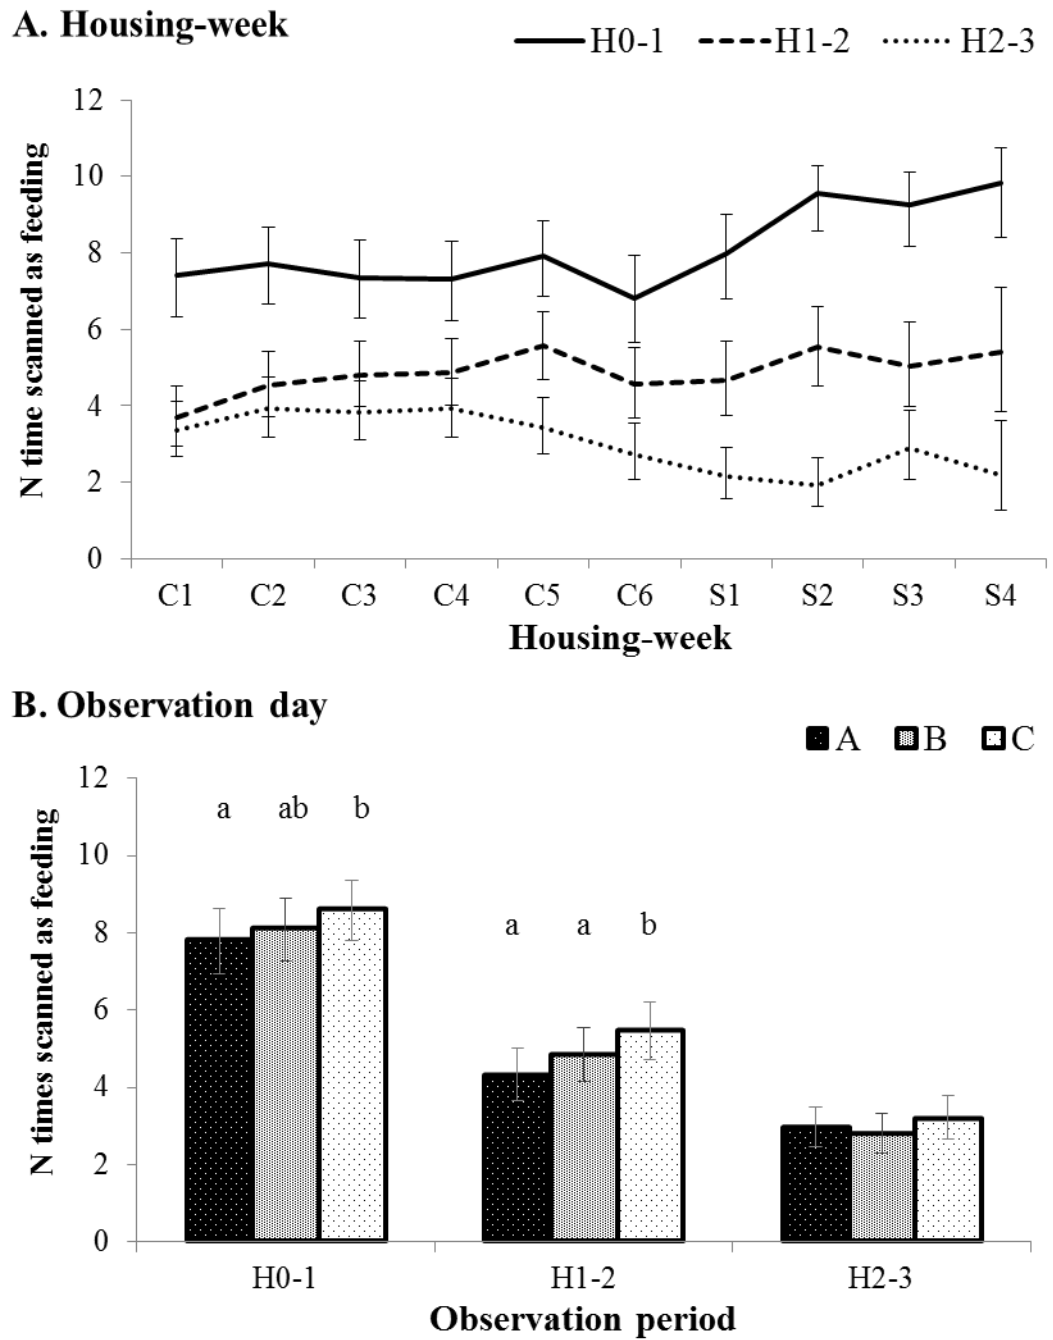 A. Housing-week
H0-1 H1-2 H2-3
N time scanned as feeding
12
10
8
6
4
2
0
C1 C2 C3 C4 C5 C6 S1 S2 S3 S4
Housing-week
B. Observation day
A B C
N times scanned as feeding
12
10
8
6
4
2
0
a ab b
a a b
H0-1 H1-2 H2-3
Observation period